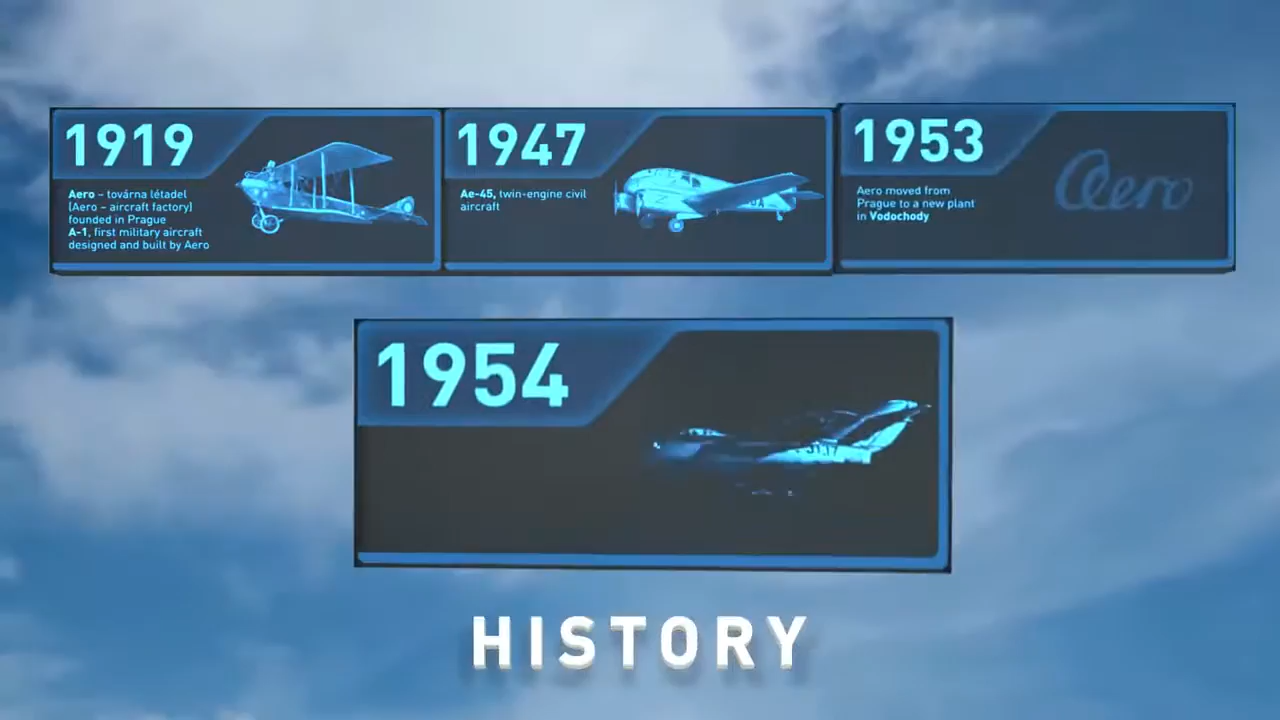 1919
Aero – továrna létadel
(Aero – aircraft factory)
founded in Prague
A-1, first military aircraft
designed and built by Aero
1947
Ae-45, twin-engine civil
aircraft
1953
Aero moved from
Prague to a new plant
in Vodochody
Aero
1954
HISTORY